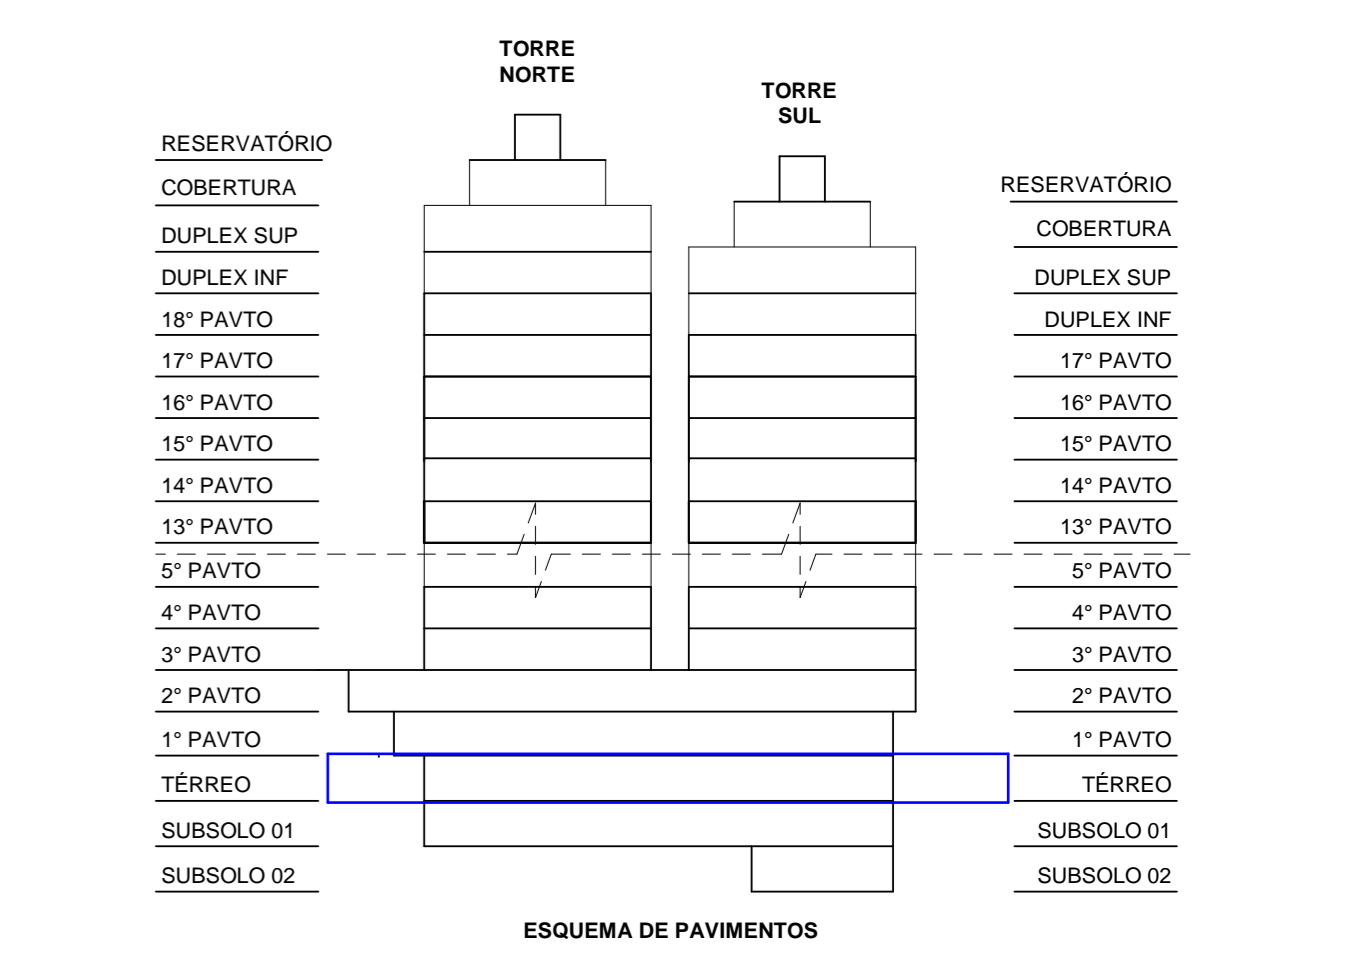 TORRE
NORTE
TORRE
SUL
RESERVATÓRIO
COBERTURA
DUPLEX SUP
DUPLEX INF
18° PAVTO
17° PAVTO
16° PAVTO
15° PAVTO
14° PAVTO
13° PAVTO
5° PAVTO
4° PAVTO
3° PAVTO
2° PAVTO
1° PAVTO
TÉRREO
SUBSOLO 01
SUBSOLO 02
RESERVATÓRIO
COBERTURA
DUPLEX SUP
DUPLEX INF
17° PAVTO
16° PAVTO
15° PAVTO
14° PAVTO
13° PAVTO
5° PAVTO
4° PAVTO
3° PAVTO
2° PAVTO
1° PAVTO
TÉRREO
SUBSOLO 01
SUBSOLO 02
ESQUEMA DE PAVIMENTOS